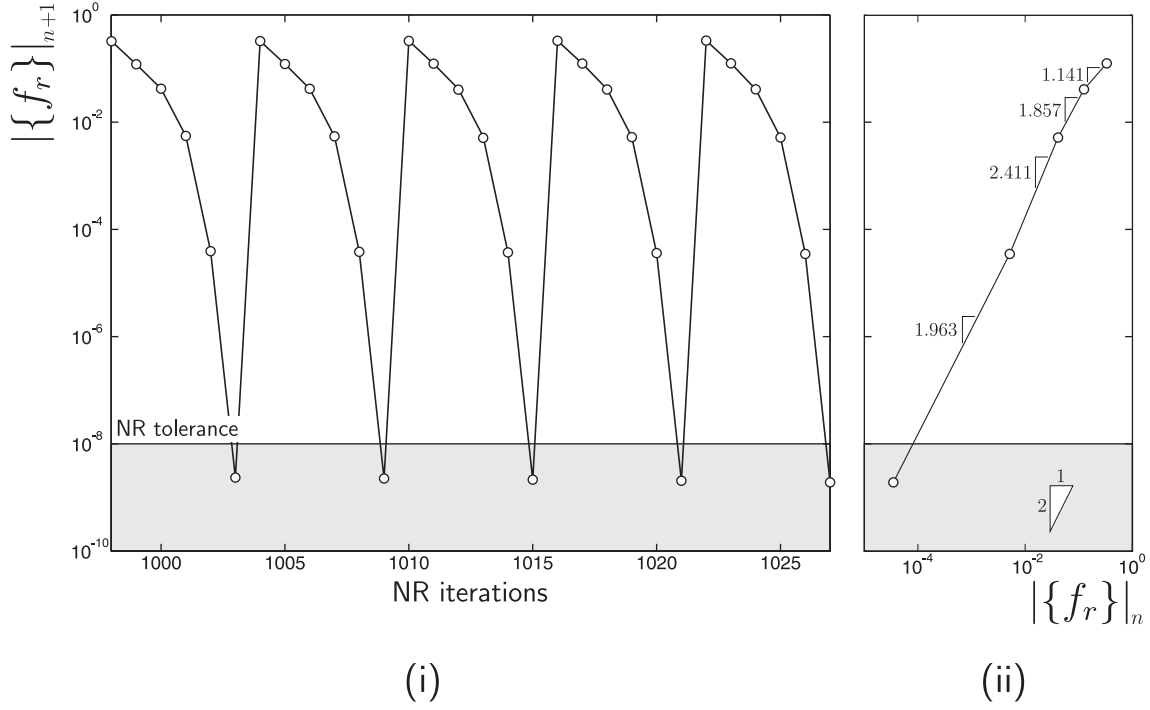 |{f_r}|_{n+1}
10^0
10^{-2}
10^{-4}
10^{-6}
10^{-8}
10^{-10}
NR tolerance
1000 1005 1010 1015 1020 1025
NR iterations
(i)
1.141
1.857
2.411
1.963
1
2
10^{-4} 10^{-2} 10^0
|{f_r}|_n
(ii)